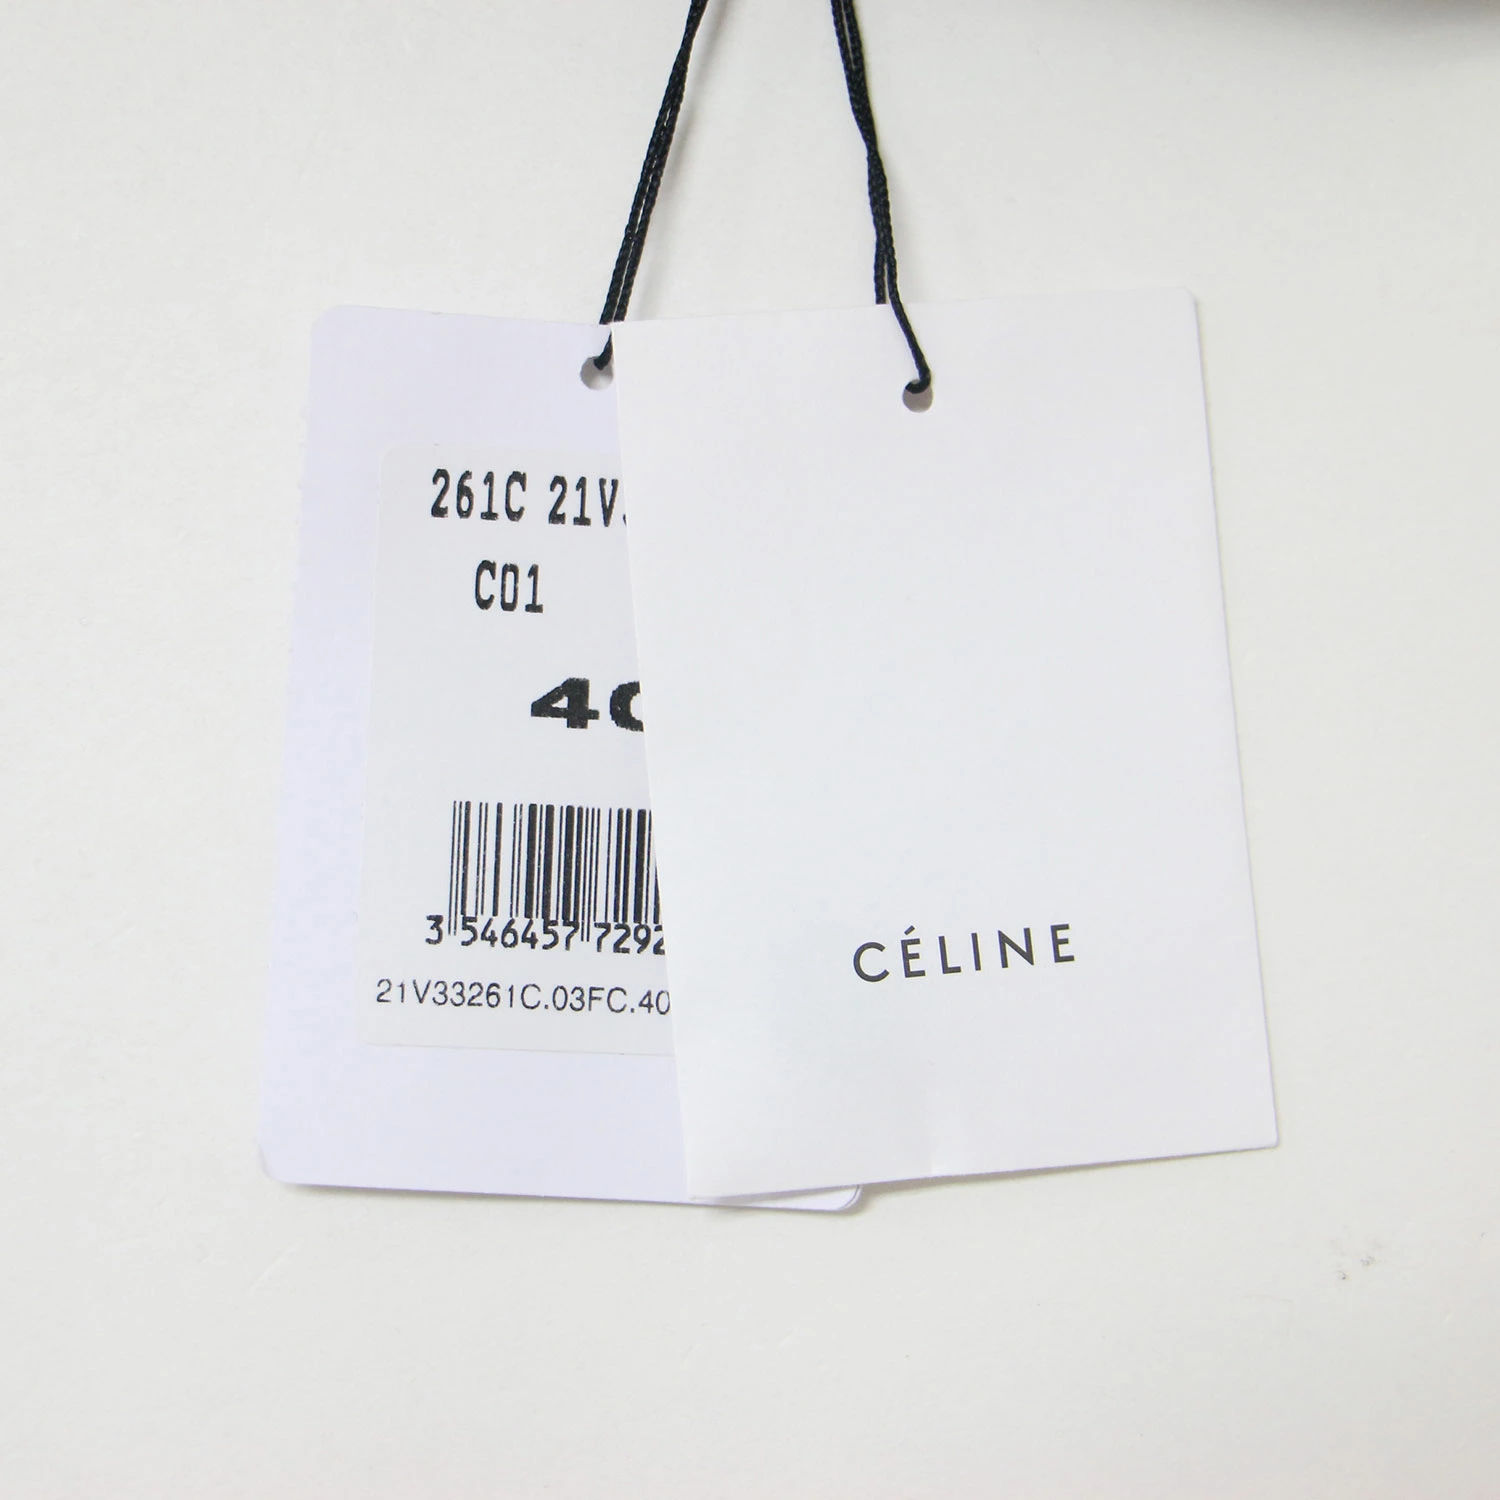 261C 21V
C01
40
3 546457 7292
21V33261C.03FC.40
CÉLINE